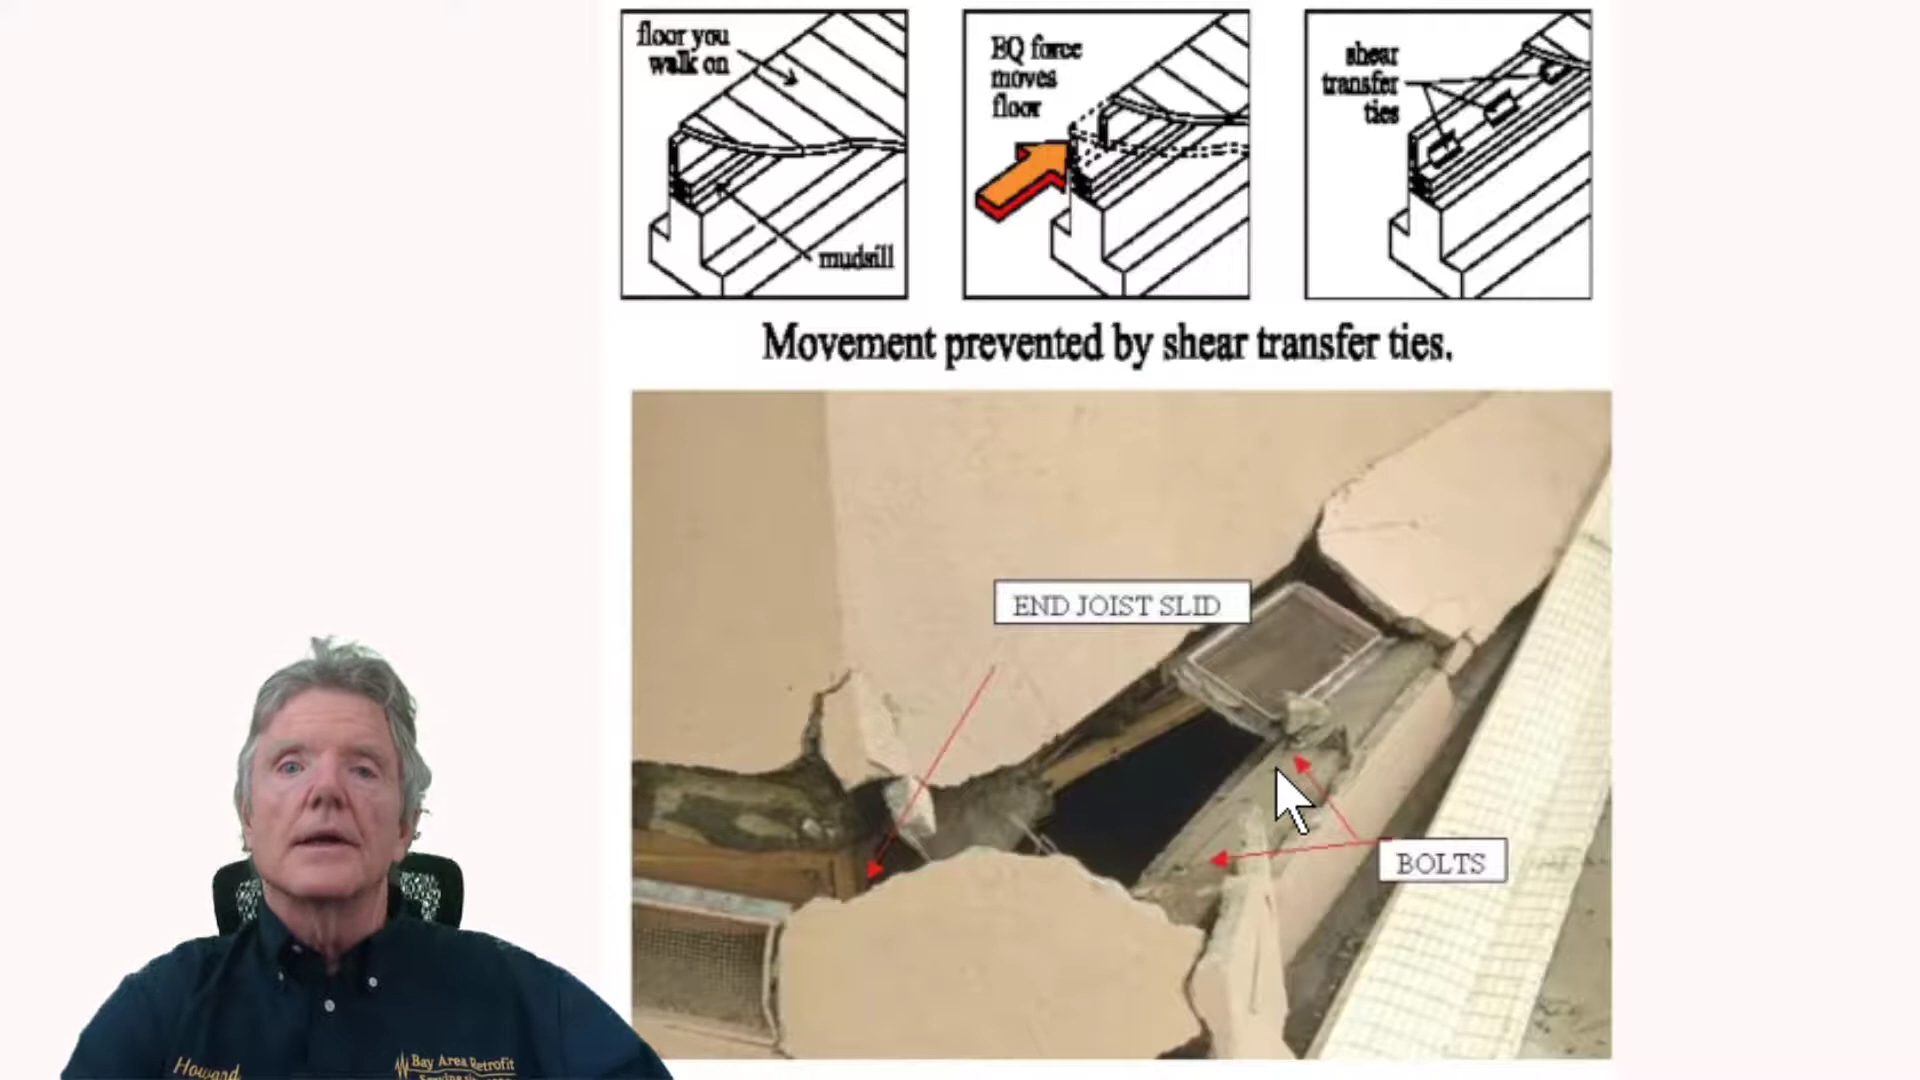 floor you
walk on
mudsill
EQ force
moves
floor
shear
transfer
ties
Movement prevented by shear transfer ties.
END JOIST SLID
BOLTS
Howard
Bay Area Retrofit